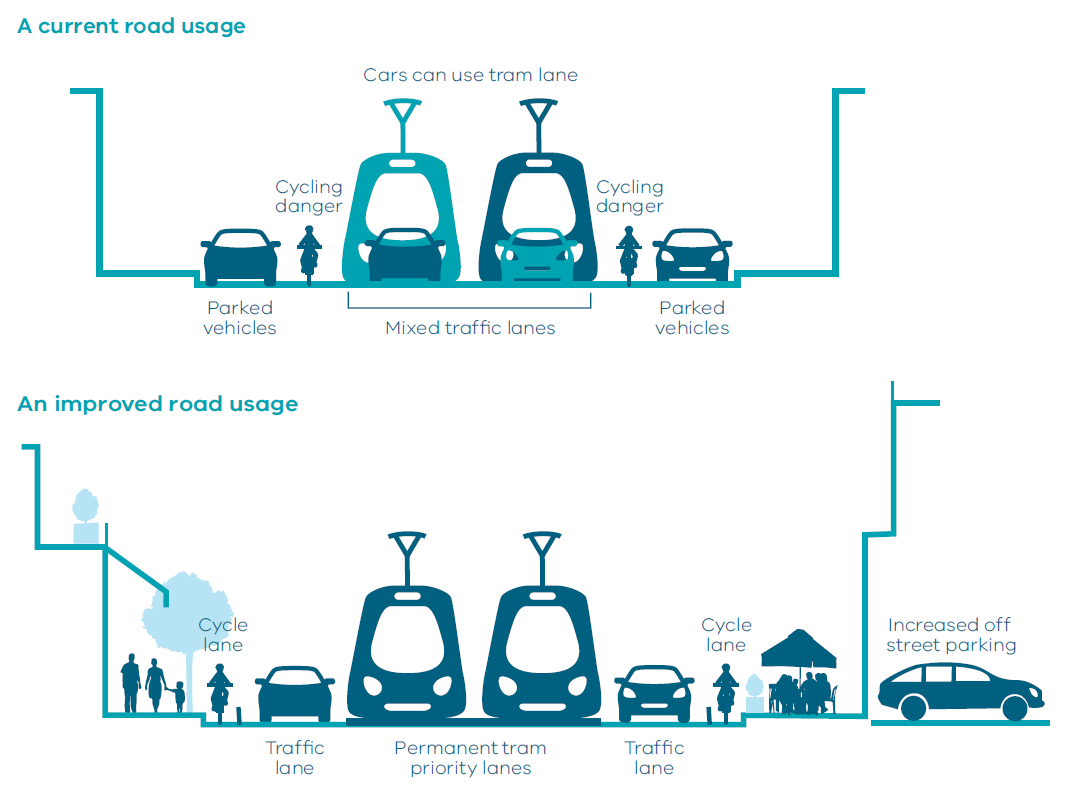 A current road usage
Cars can use tram lane
Cycling
danger
Cycling
danger
Parked
vehicles
Mixed traffic lanes
Parked
vehicles
An improved road usage
Cycle
lane
Cycle
lane
Increased off
street parking
Traffic
lane
Permanent tram
priority lanes
Traffic
lane